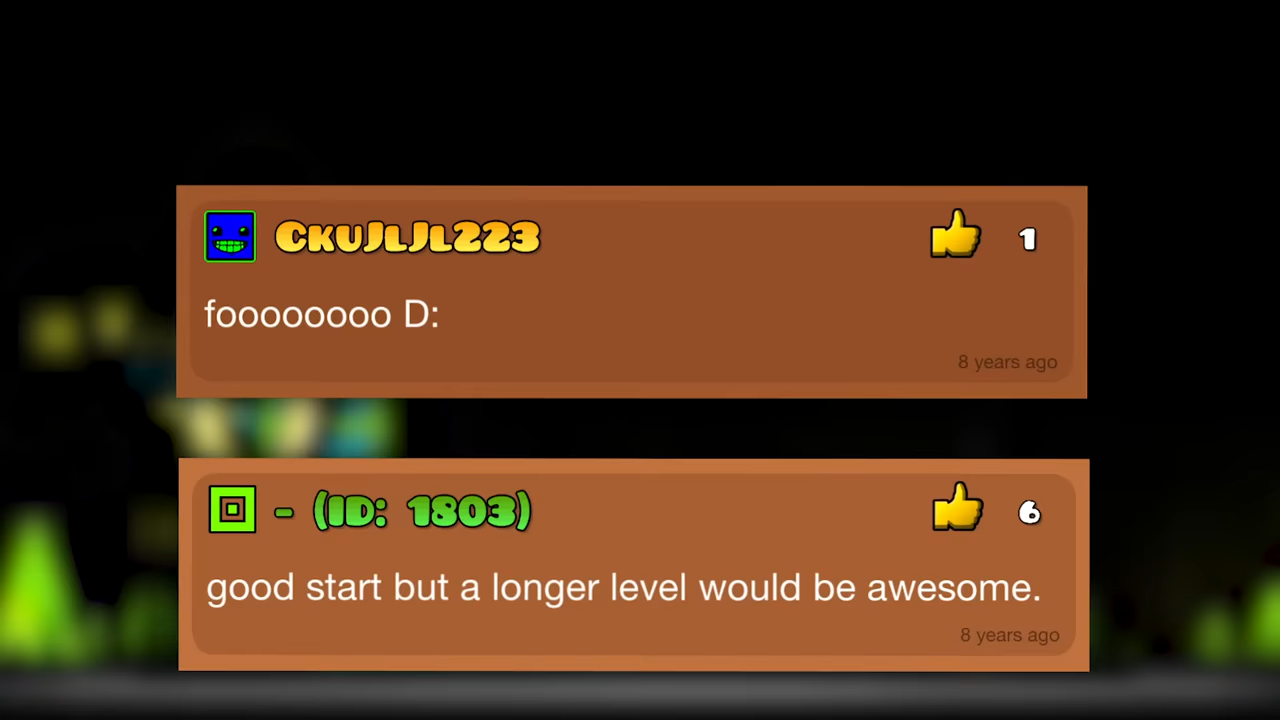 CkuJLJL223
1
foooooooo D:
8 years ago
- (ID: 1803)
6
good start but a longer level would be awesome.
8 years ago